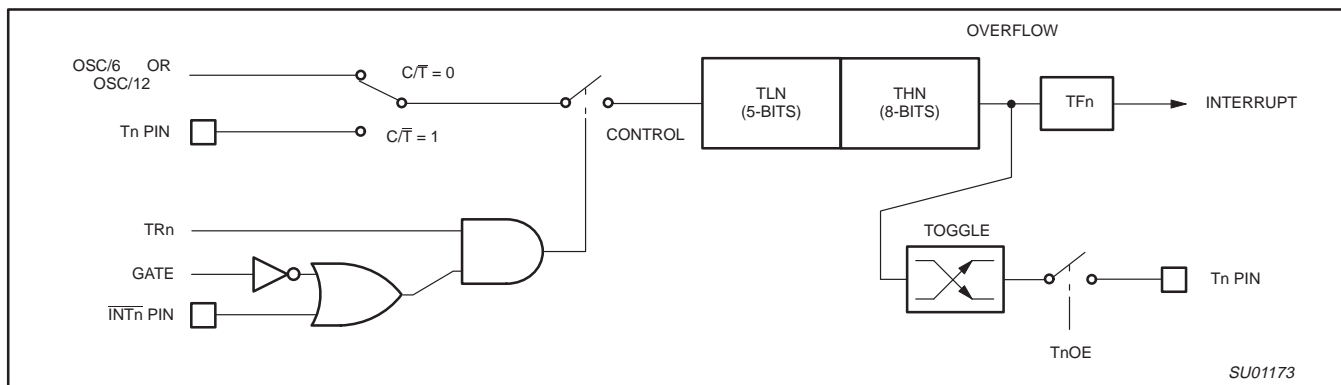 OVERFLOW
OSC/6 OR
OSC/12
C/T̅ = 0
Tn PIN
C/T̅ = 1
CONTROL
TLN
(5-BITS)
THN
(8-BITS)
TFn
INTERRUPT
TRn
GATE
I̅N̅T̅n̅ PIN
TOGGLE
Tn PIN
TnOE
SU01173